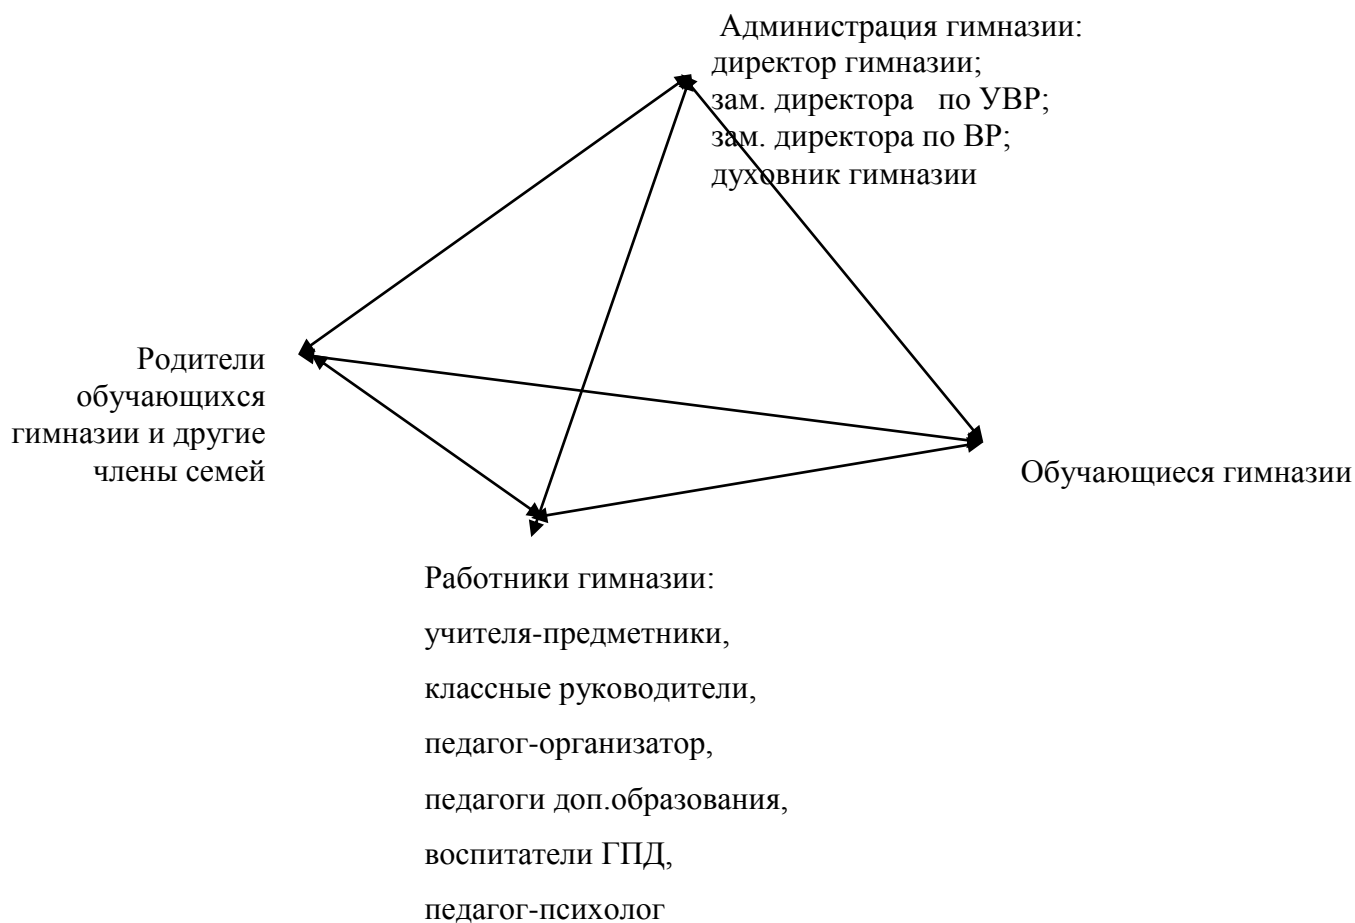 Администрация гимназии:
директор гимназии;
зам. директора по УВР;
зам. директора по ВР;
духовник гимназии
Родители
обучающихся
гимназии и другие
члены семей
Обучающиеся гимназии
Работники гимназии:
учителя-предметники,
классные руководители,
педагог-организатор,
педагоги доп.образования,
воспитатели ГПД,
педагог-психолог